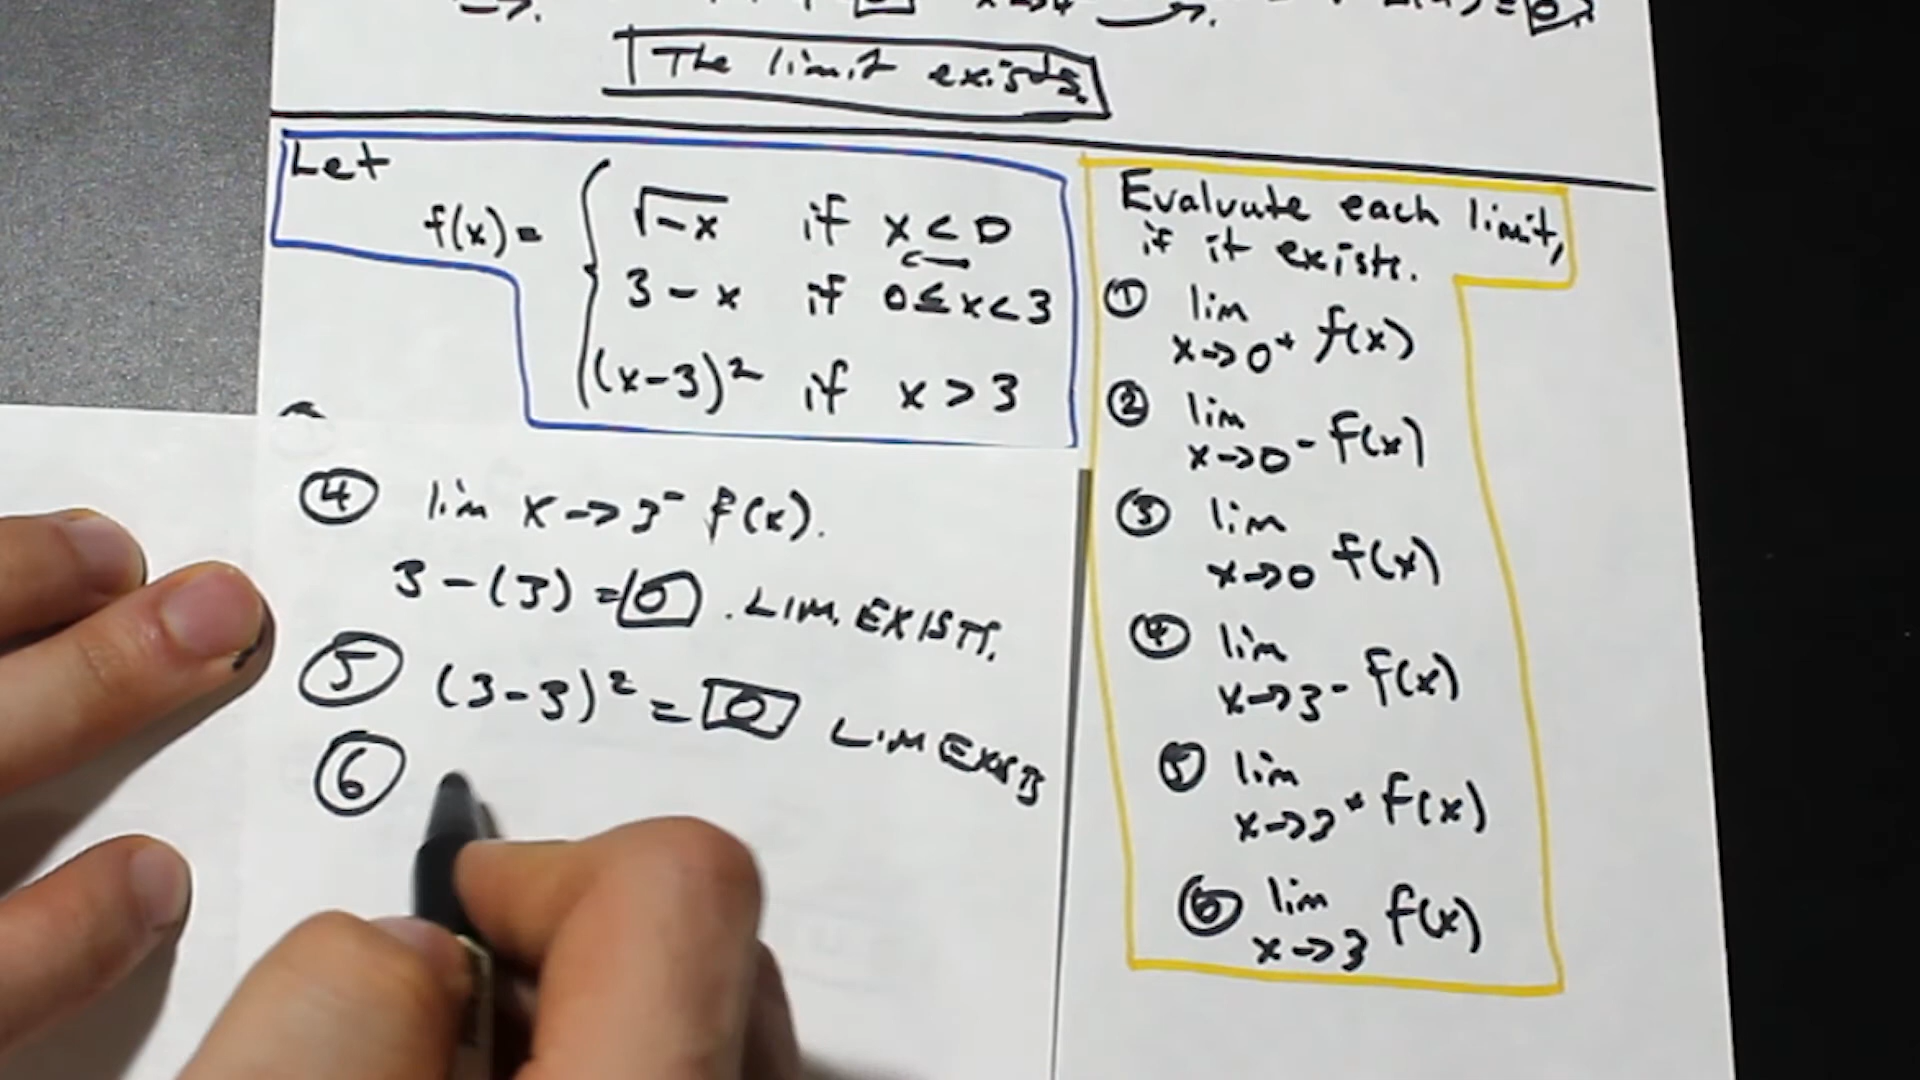 The limit exists.
Let
f(x) = { √-x if x < 0
3 - x if 0 ≤ x < 3
(x-3)² if x > 3
④ lim x→3⁻ f(x).
3 - (3) = 0 . LIM. EXISTS.
⑤ (3-3)² = 0 LIM EXISTS
⑥
Evaluate each limit,
if it exists.
① lim
x→0⁺ f(x)
② lim
x→0⁻ f(x)
③ lim
x→0 f(x)
④ lim
x→3⁻ f(x)
⑤ lim
x→3⁺ f(x)
⑥ lim
x→3 f(x)